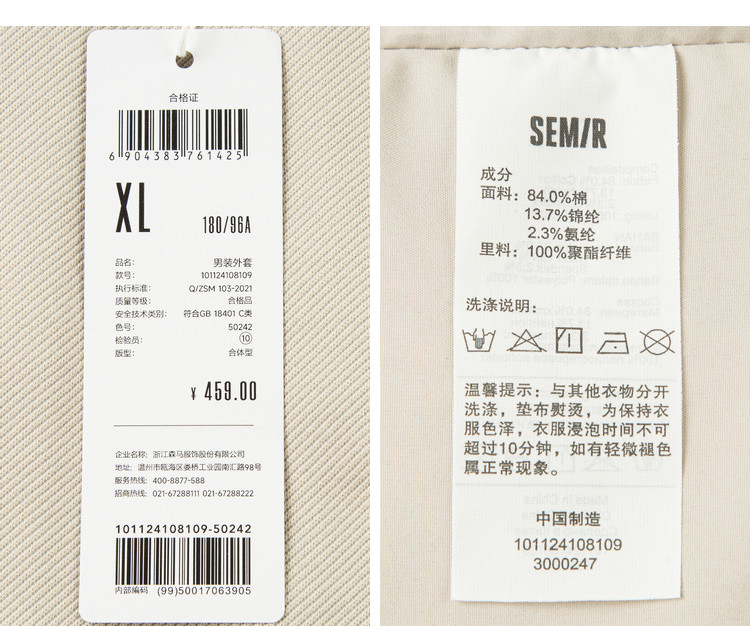 合格证
6 904383 761425
XL
180/96A
品名: 男装外套
款号: 101124108109
执行标准: Q/ZSM 103-2021
质量等级: 合格品
安全技术类别: 符合GB 18401 C类
色号: 50242
检验员: 10
版型: 合体型
¥ 459.00
企业名称: 浙江森马服饰股份有限公司
地址: 温州市瓯海区娄桥工业园南汇路98号
服务热线: 400-8877-588
招商热线: 021-67288111 021-67288222
101124108109-50242
内部编码 (99)50017063905
SEMIR
成分
面料: 84.0%棉
13.7%锦纶
2.3%氨纶
里料: 100%聚酯纤维
洗涤说明:
温馨提示: 与其他衣物分开
洗涤, 垫布熨烫, 为保持衣
服色泽, 衣服浸泡时间不可
超过10分钟, 如有轻微褪色
属正常现象。
中国制造
101124108109
3000247